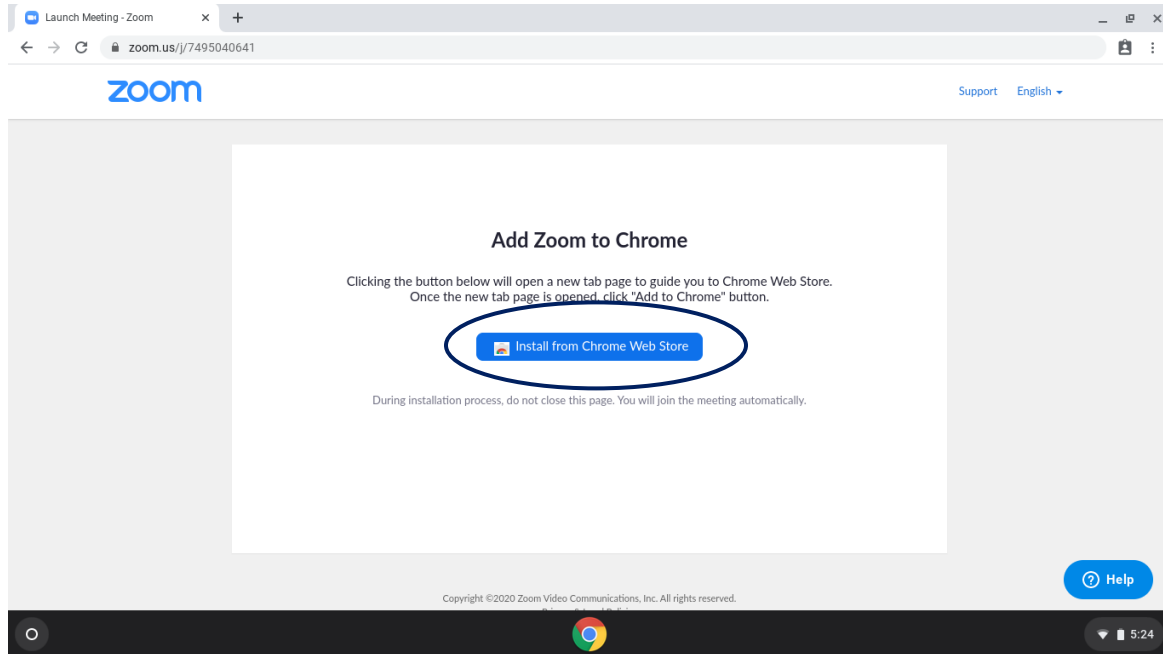 Launch Meeting - Zoom
zoom.us/j/7495040641
zoom
Support English
Add Zoom to Chrome
Clicking the button below will open a new tab page to guide you to Chrome Web Store.
Once the new tab page is opened, click "Add to Chrome" button.
Install from Chrome Web Store
During installation process, do not close this page. You will join the meeting automatically.
Help
Copyright ©2020 Zoom Video Communications, Inc. All rights reserved.
5:24